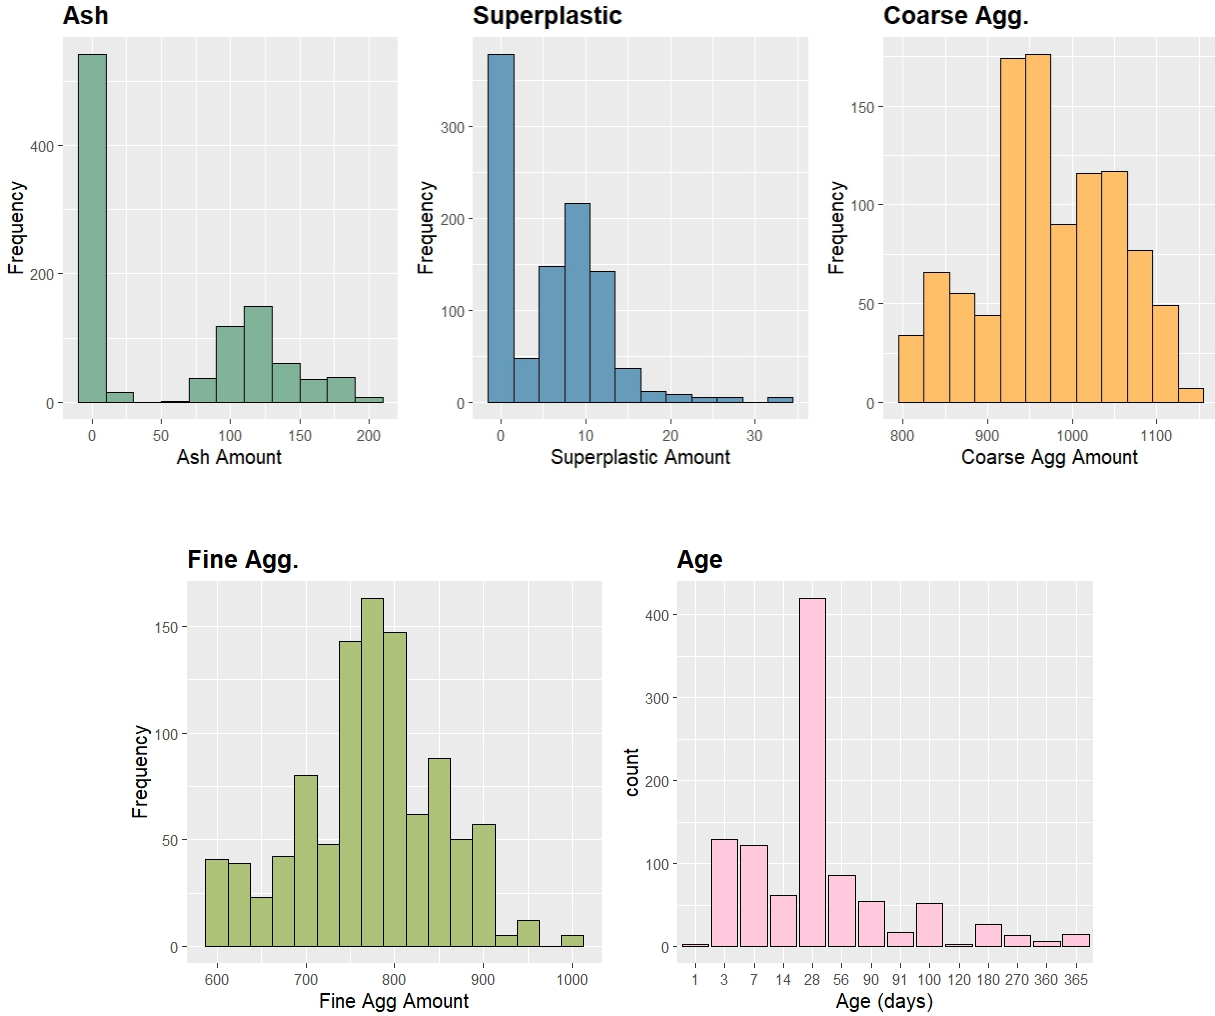 Ash
Superplastic
Coarse Agg.
Frequency
400
200
0
0 50 100 150 200
Ash Amount
Frequency
300
200
100
0
0 10 20 30
Superplastic Amount
Frequency
150
100
50
0
800 900 1000 1100
Coarse Agg Amount
Fine Agg.
Age
Frequency
150
100
50
0
600 700 800 900 1000
Fine Agg Amount
count
400
300
200
100
0
1 3 7 14 28 56 90 91 100 120 180 270 360 365
Age (days)